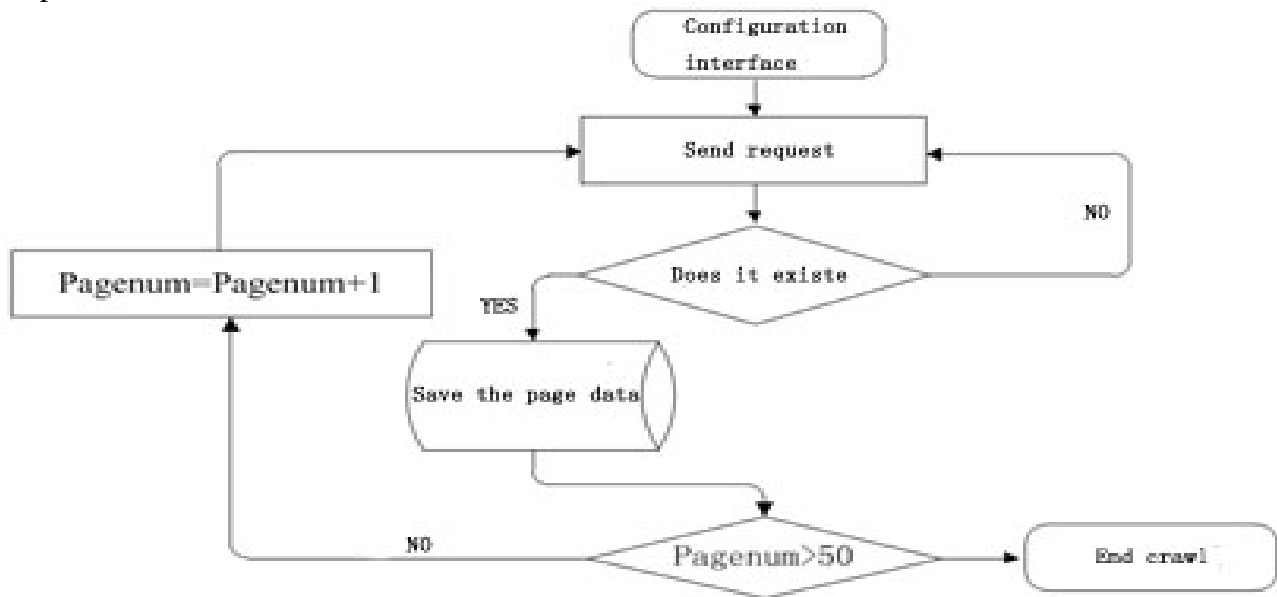 Configuration
interface
Send request
NO
Does it existe
Pagenum=Pagenum+1
YES
Save the page data
NO
Pagenum>50
End crawl